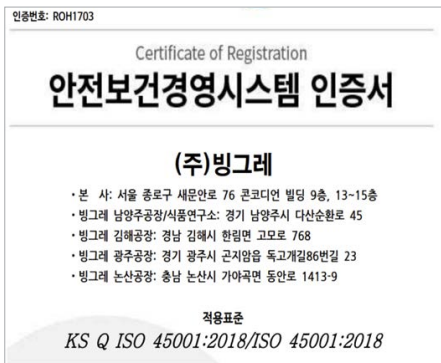 인증번호: ROH1703
Certificate of Registration
안전보건경영시스템 인증서
(주)빙그레
· 본 사: 서울 종로구 새문안로 76 콘코디언 빌딩 9층, 13~15층
· 빙그레 남양주공장/식품연구소: 경기 남양주시 다산순환로 45
· 빙그레 김해공장: 경남 김해시 한림면 고모로 768
· 빙그레 광주공장: 경기 광주시 곤지암읍 독고개길86번길 23
· 빙그레 논산공장: 충남 논산시 가야곡면 동안로 1413-9
적용표준
KS Q ISO 45001:2018/ISO 45001:2018